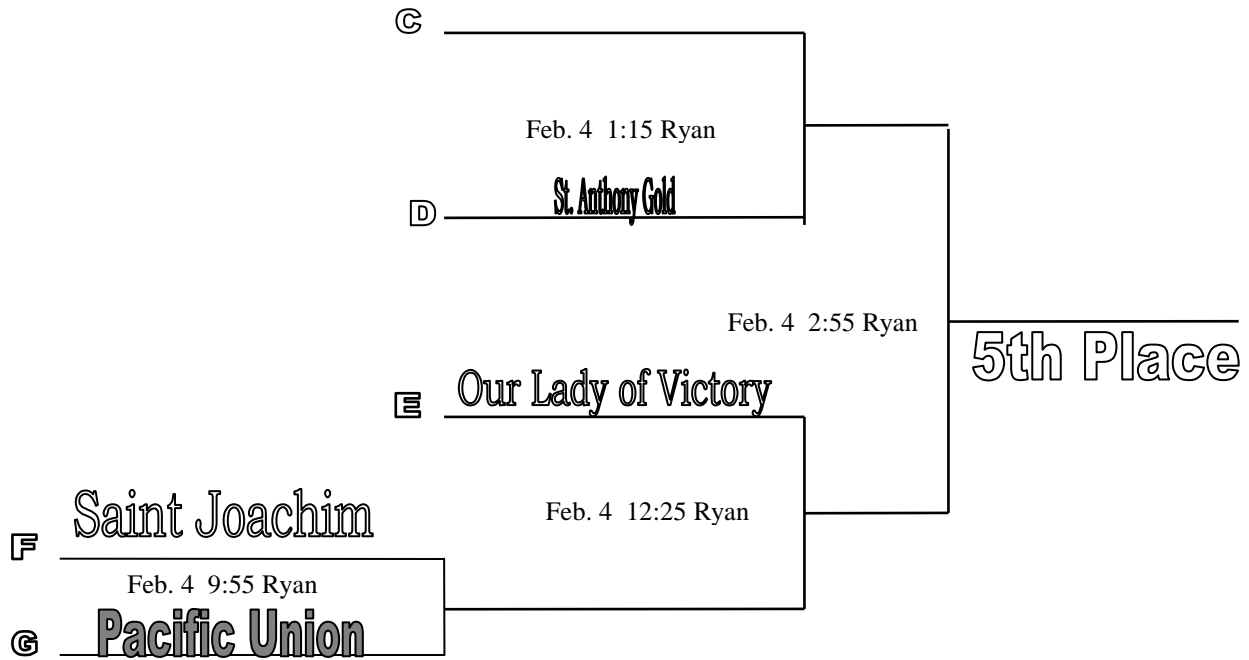 C
Feb. 4  1:15 Ryan
St. Anthony Gold
D
Feb. 4  2:55 Ryan
5th Place
Our Lady of Victory
E
Saint Joachim
Feb. 4  12:25 Ryan
F
Feb. 4  9:55 Ryan
Pacific Union
G